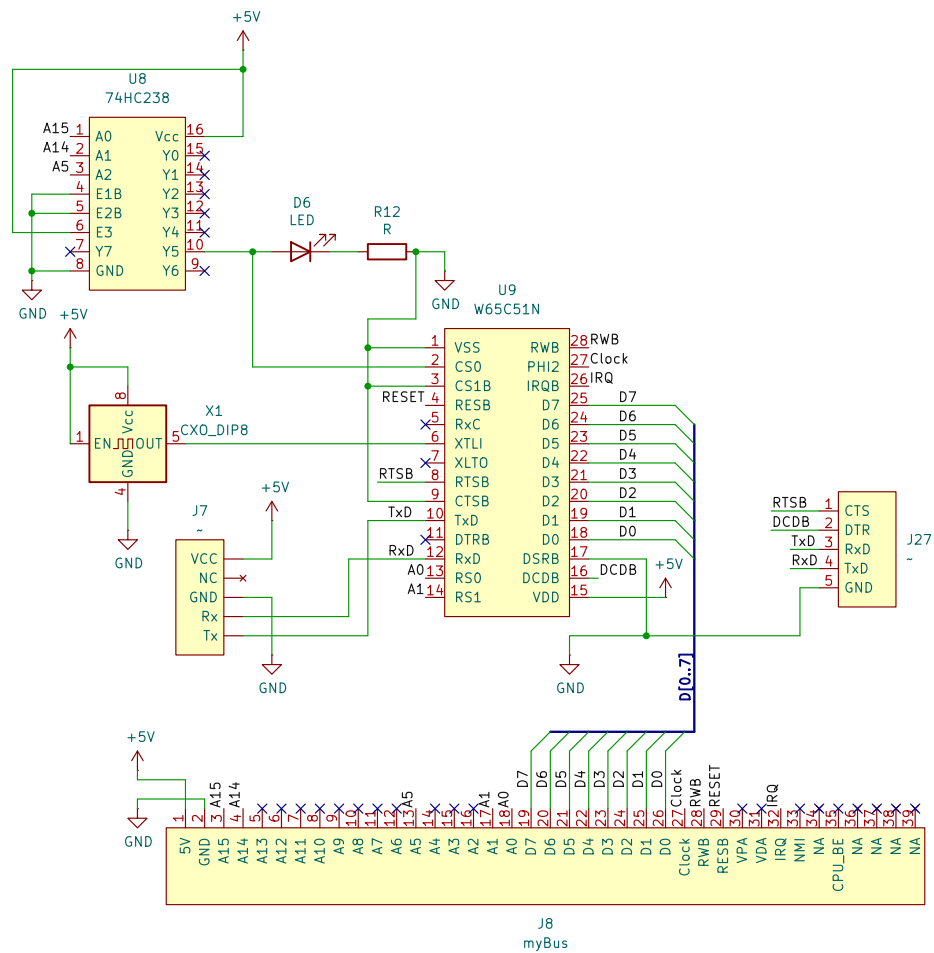 +5V
U8
74HC238
A15 1 A0 Vcc 16
A14 2 A1 Y0 15
A5 3 A2 Y1 14
4 E1B Y2 13
5 E2B Y3 12
6 E3 Y4 11
7 Y7 Y5 10
8 GND Y6 9
GND
D6
LED
R12
R
GND
U9
W65C51N
1 VSS RWB 28 RWB
2 CS0 PHI2 27 Clock
3 CS1B IRQB 26 IRQ
RESET 4 RESB D7 25 D7
5 RxC D6 24 D6
6 XTLI D5 23 D5
7 XLTO D4 22 D4
RTSB 8 RTSB D3 21 D3
9 CTSB D2 20 D2
TxD 10 TxD D1 19 D1
11 DTRB D0 18 D0
RxD 12 RxD DSRB 17
A0 13 RS0 DCDB 16 DCDB
A1 14 RS1 VDD 15
+5V
+5V
X1
CXO_DIP8
8
Vcc
1 EN OUT 5
GND
4
GND
J7
~
+5V
VCC
NC
GND
Rx
Tx
GND
GND
RTSB 1 CTS
DCDB 2 DTR
TxD 3 RxD
RxD 4 TxD
5 GND
J27
~
D[0..7]
+5V
GND
A15 A14 A5 A1 A0 D7 D6 D5 D4 D3 D2 D1 D0 Clock RWB RESET IRQ
1 2 3 4 5 6 7 8 9 10 11 12 13 14 15 16 17 18 19 20 21 22 23 24 25 26 27 28 29 30 31 32 33 34 35 36 37 38 39
5V GND A15 A14 A13 A12 A11 A10 A9 A8 A7 A6 A5 A4 A3 A2 A1 A0 D7 D6 D5 D4 D3 D2 D1 D0 Clock RWB RESB VPA VDA IRQ NMI NA CPU_BE NA NA NA NA
J8
myBus